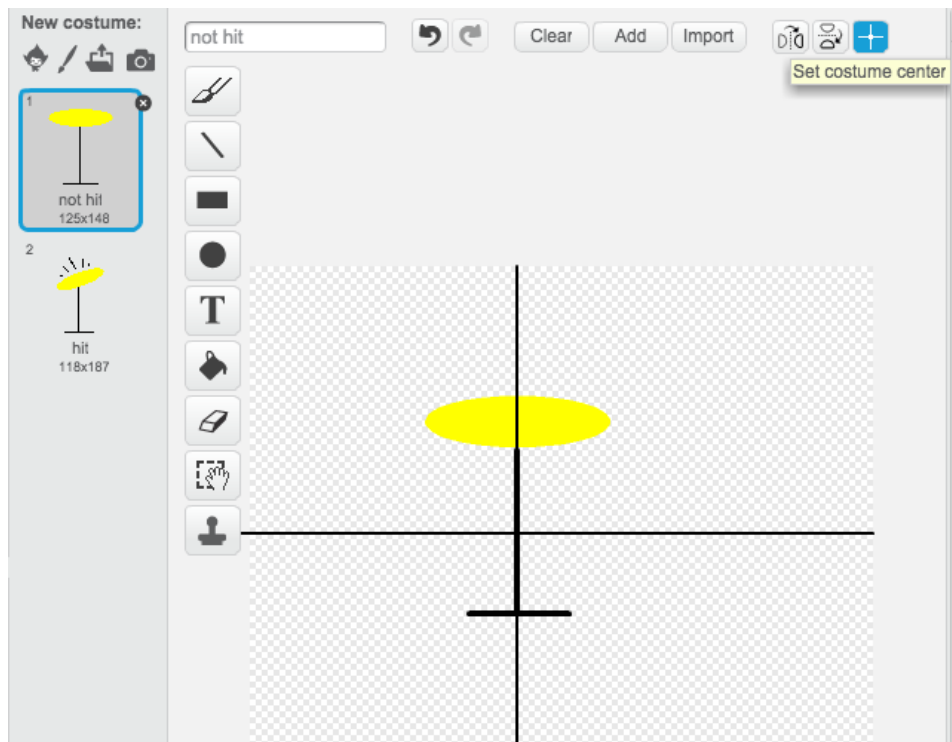 New costume:
not hit
Clear
Add
Import
Set costume center
1
not hit
125x148
2
hit
118x187
T